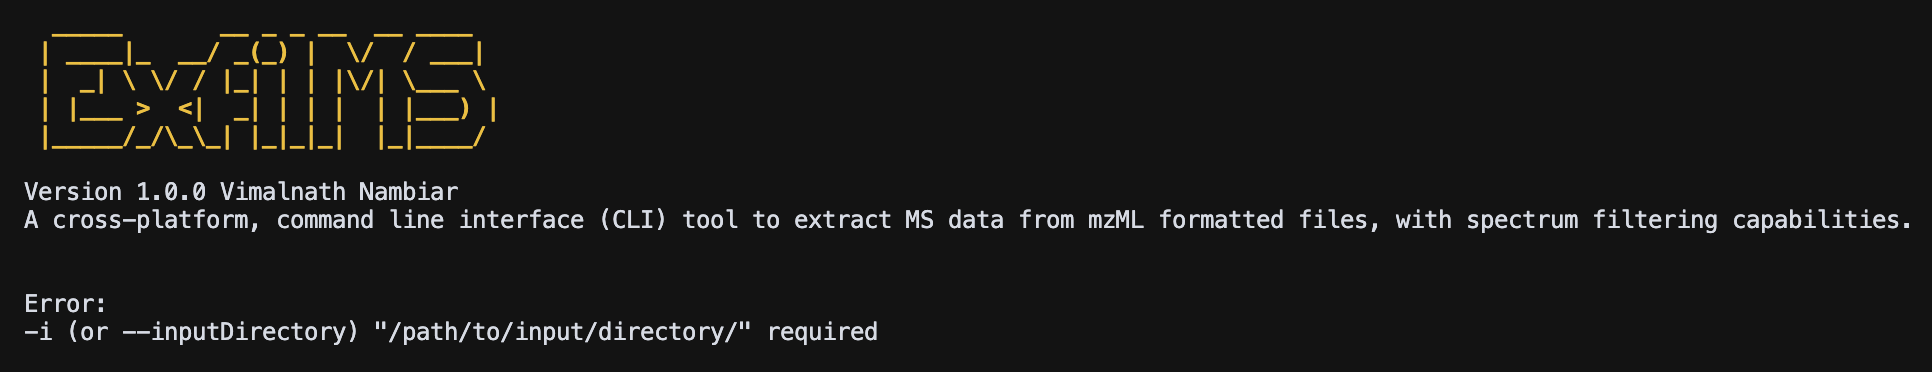 ExfiMS
Version 1.0.0 Vimalnath Nambiar
A cross-platform, command line interface (CLI) tool to extract MS data from mzML formatted files, with spectrum filtering capabilities.
Error:
-i (or --inputDirectory) "/path/to/input/directory/" required